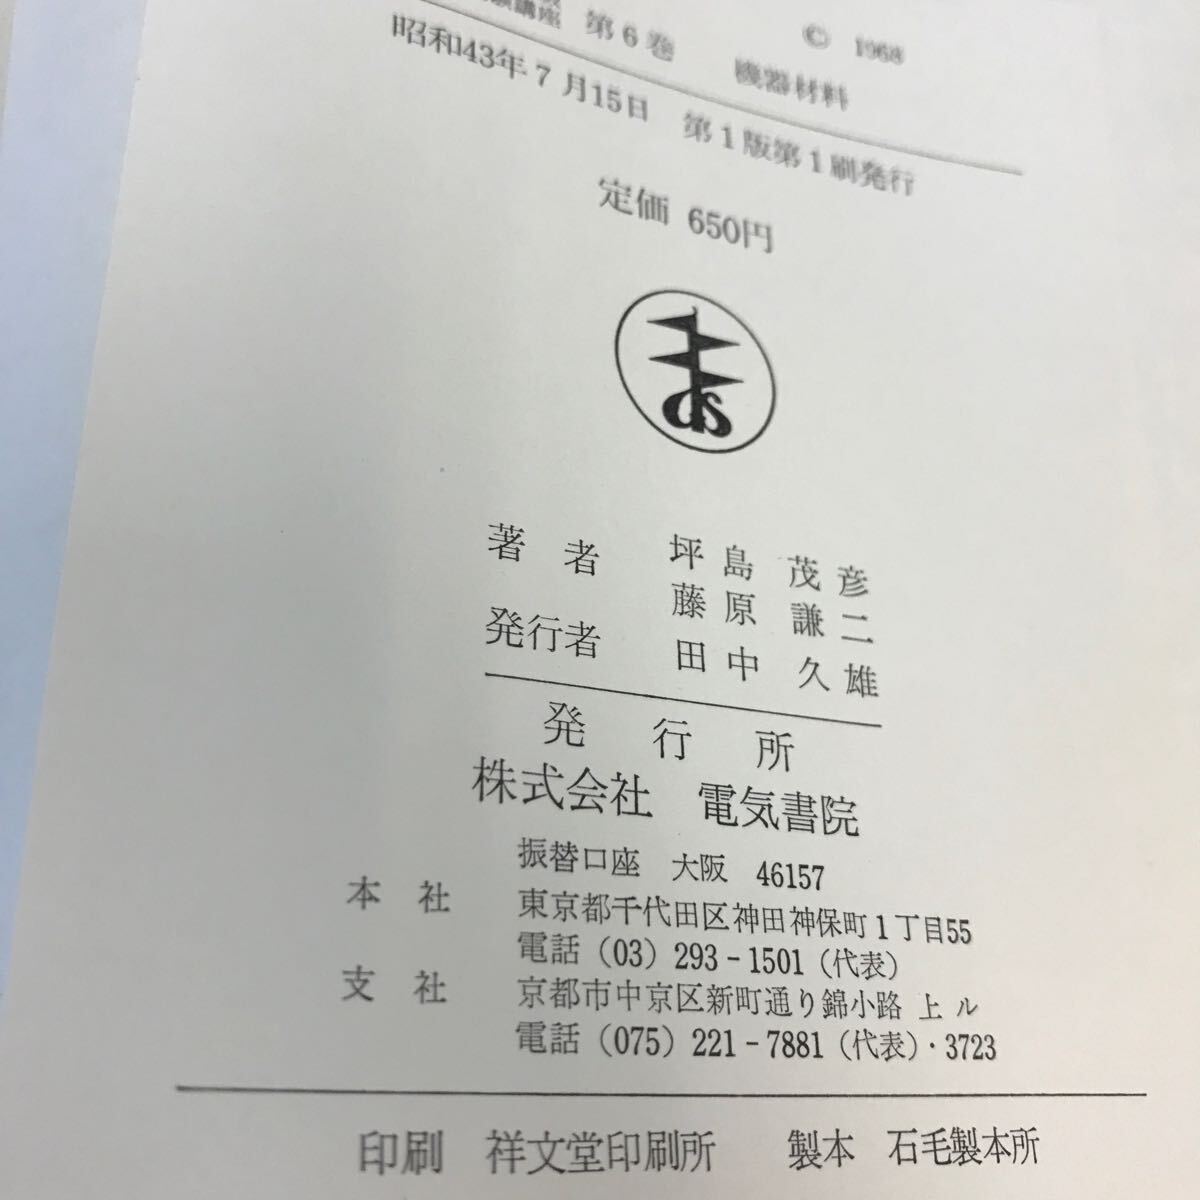 験講座 第6巻 機器材料 © 1968
昭和43年7月15日 第1版第1刷発行
定価 650円
ds
著者 坪島茂彦
藤原謙二
発行者 田中久雄
発行所
株式会社 電気書院
振替口座 大阪 46157
本社 東京都千代田区神田神保町1丁目55
電話(03)293-1501(代表)
支社 京都市中京区新町通り錦小路上ル
電話(075)221-7881(代表)・3723
印刷 祥文堂印刷所 製本 石毛製本所